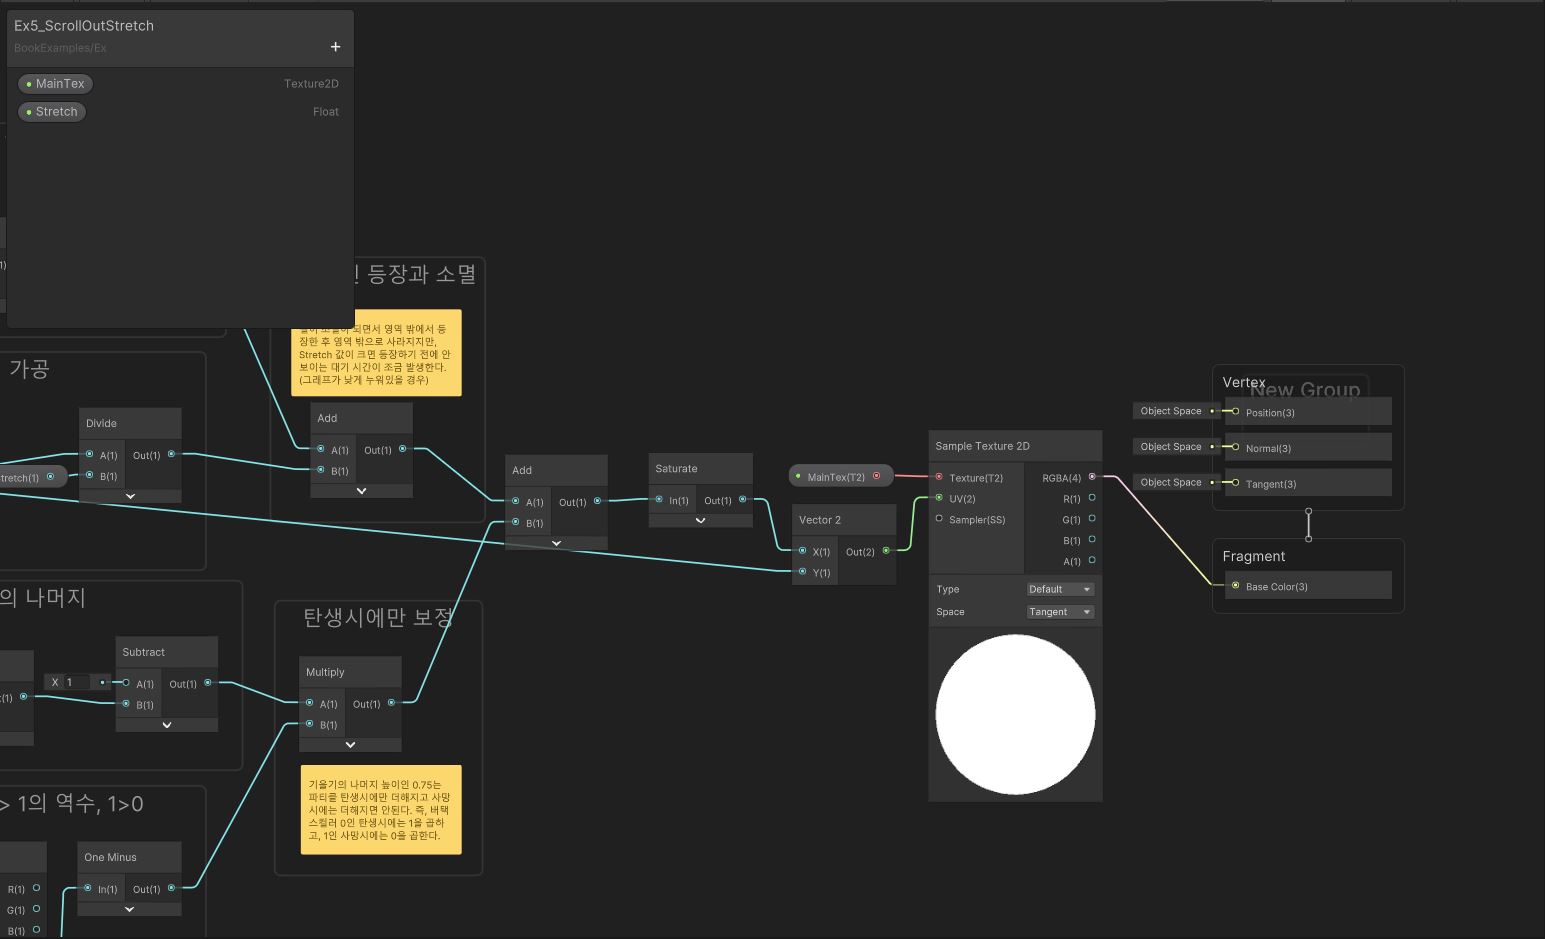 Ex5_ScrollOutStretch
BookExamples/Ex
+
MainTex Texture2D
Stretch Float
등장과 소멸
되면서 영역 밖에서 등
장한 후 영역 밖으로 사라지지만,
Stretch 값이 크면 등장하기 전에 안
보이는 대기 시간이 조금 발생한다.
(그래프가 낮게 누워있을 경우)
가공
Divide
A(1) Out(1)
B(1)
tretch(1)
Add
A(1) Out(1)
B(1)
Add
A(1) Out(1)
B(1)
Saturate
In(1) Out(1)
MainTex(T2)
Vector 2
X(1) Out(2)
Y(1)
Sample Texture 2D
Texture(T2) RGBA(4)
UV(2) R(1)
Sampler(SS) G(1)
B(1)
A(1)
Type Default
Space Tangent
New Group
Vertex
Object Space Position(3)
Object Space Normal(3)
Object Space Tangent(3)
Fragment
Base Color(3)
의 나머지
Subtract
X 1 A(1) Out(1)
B(1)
탄생시에만 보정
Multiply
A(1) Out(1)
B(1)
기울기의 나머지 높이인 0.75는
파티클 탄생시에만 더해지고 사망
시에는 더해지면 안된다. 즉, 버택
스컬러 0인 탄생시에는 1을 곱하
고, 1인 사망시에는 0을 곱한다.
> 1의 역수, 1>0
One Minus
In(1) Out(1)
R(1)
G(1)
B(1)